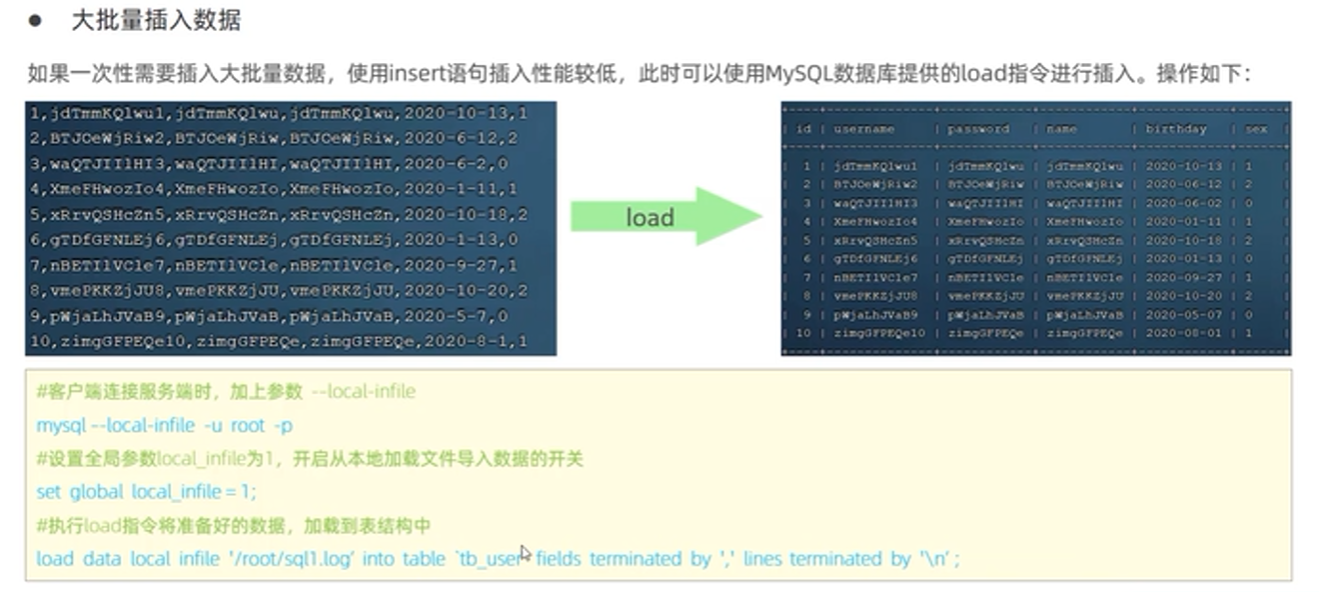 ● 大批量插入数据
如果一次性需要插入大批量数据，使用insert语句插入性能较低，此时可以使用MySQL数据库提供的load指令进行插入。操作如下：
1,jdTmmKQlwu1,jdTmmKQlwu,jdTmmKQlwu,2020-10-13,1
2,BTJOeWjRiw2,BTJOeWjRiw,BTJOeWjRiw,2020-6-12,2
3,waQTJIIlHI3,waQTJIIlHI,waQTJIIlHI,2020-6-2,0
4,XmeFHwozIo4,XmeFHwozIo,XmeFHwozIo,2020-1-11,1
5,xRrvQSHcZn5,xRrvQSHcZn,xRrvQSHcZn,2020-10-18,2
6,gTDfGFNLEj6,gTDfGFNLEj,gTDfGFNLEj,2020-1-13,0
7,nBETIlVCle7,nBETIlVCle,nBETIlVCle,2020-9-27,1
8,vmePKKZjJU8,vmePKKZjJU,vmePKKZjJU,2020-10-20,2
9,pWjaLhJVaB9,pWjaLhJVaB,pWjaLhJVaB,2020-5-7,0
10,zimgGFPEQe10,zimgGFPEQe,zimgGFPEQe,2020-8-1,1
load
| id | username | password | name | birthday | sex
| 1 | jdTmmKQlwu1 | jdTmmKQlwu | jdTmmKQlwu | 2020-10-13 | 1 |
| 2 | BTJOeWjRiw2 | BTJOeWjRiw | BTJOeWjRiw | 2020-06-12 | 2 |
| 3 | waQTJIIlHI3 | waQTJIIlHI | waQTJIIlHI | 2020-06-02 | 0 |
| 4 | XmeFHwozIo4 | XmeFHwozIo | XmeFHwozIo | 2020-01-11 | 1 |
| 5 | xRrvQSHcZn5 | xRrvQSHcZn | xRrvQSHcZn | 2020-10-18 | 2 |
| 6 | gTDfGFNLEj6 | gTDfGFNLEj | gTDfGFNLEj | 2020-01-13 | 0 |
| 7 | nBETIlVCle7 | nBETIlVCle | nBETIlVCle | 2020-09-27 | 1 |
| 8 | vmePKKZjJU8 | vmePKKZjJU | vmePKKZjJU | 2020-10-20 | 2 |
| 9 | pWjaLhJVaB9 | pWjaLhJVaB | pWjaLhJVaB | 2020-05-07 | 0 |
| 10 | zimgGFPEQe10 | zimgGFPEQe | zimgGFPEQe | 2020-08-01 | 1 |
#客户端连接服务端时，加上参数 --local-infile
mysql --local-infile -u root -p
#设置全局参数local_infile为1，开启从本地加载文件导入数据的开关
set global local_infile = 1;
#执行load指令将准备好的数据，加载到表结构中
load data local infile '/root/sql1.log' into table `tb_user` fields terminated by ',' lines terminated by '\n' ;